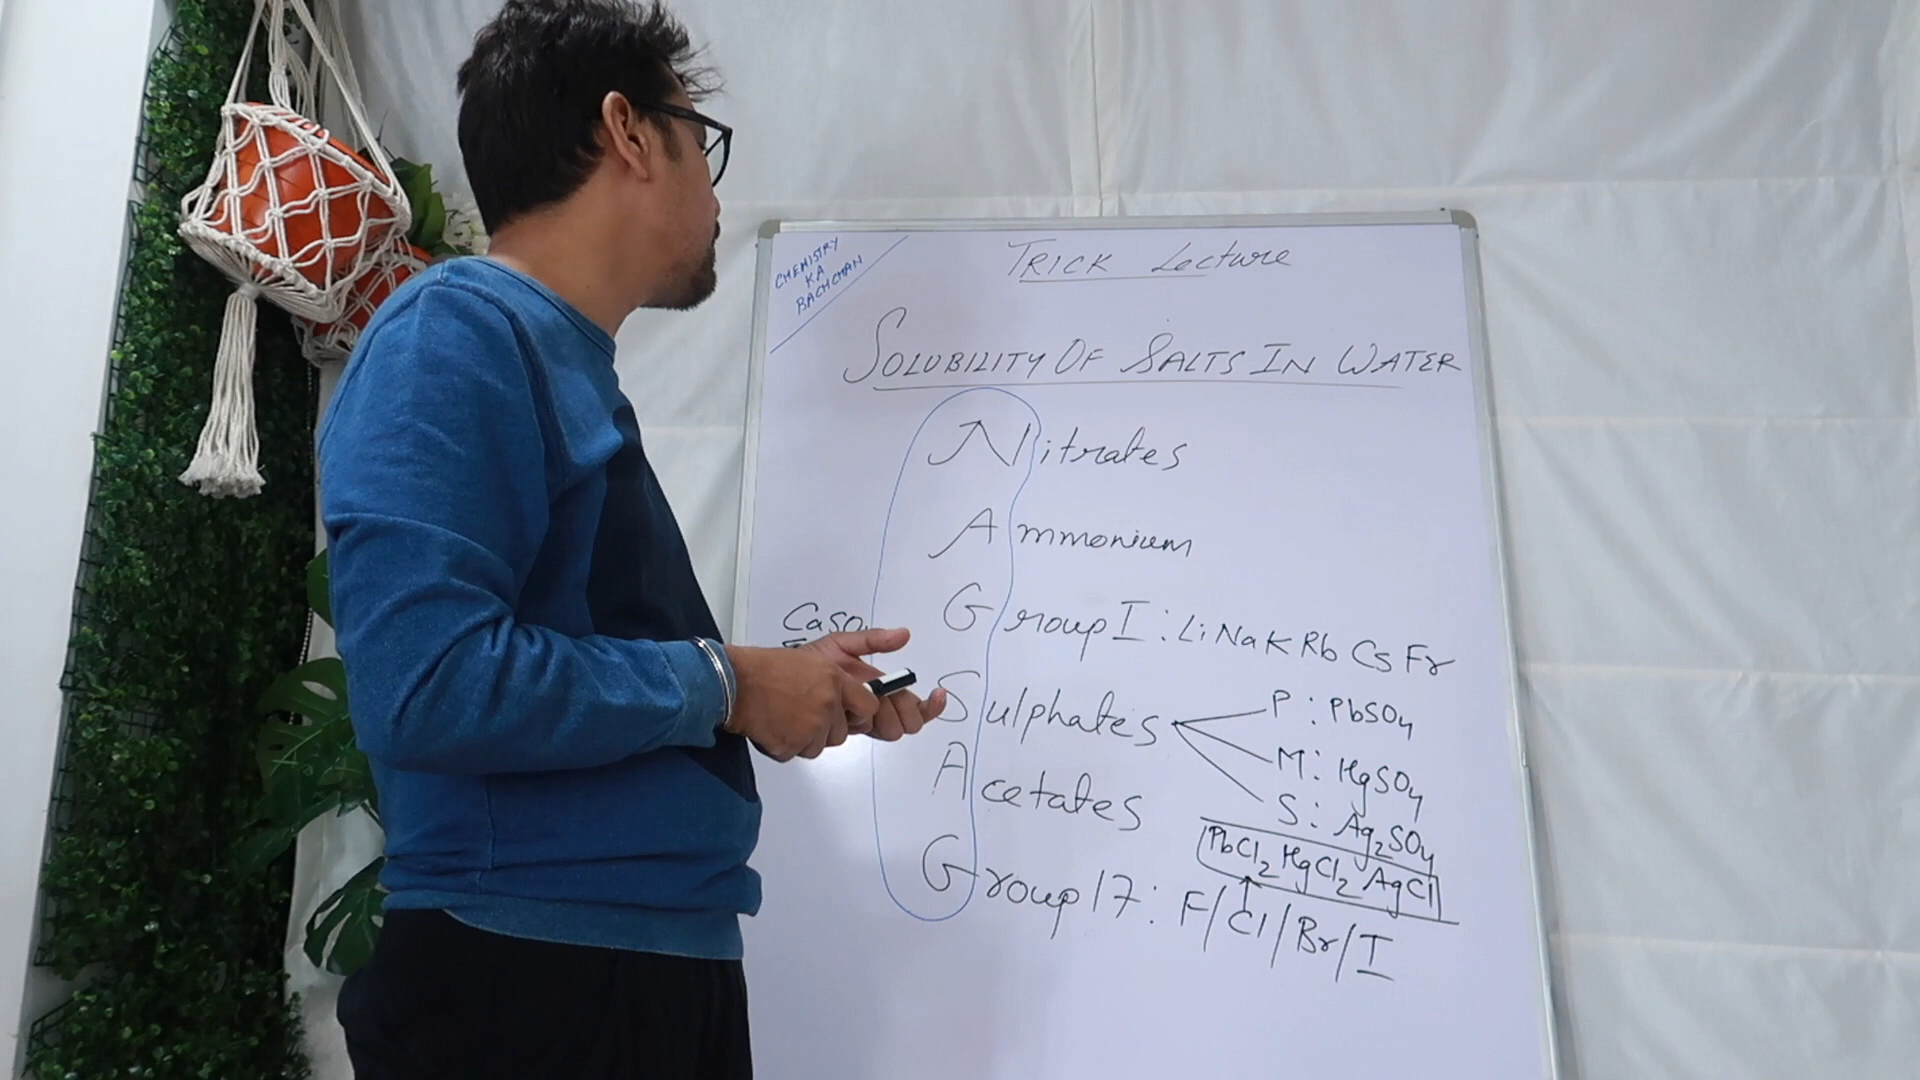 CHEMISTRY
KA
BACHCHAN
TRICK Lecture
SOLUBILITY OF SALTS IN WATER
Nitrates
Ammonium
CaSO4
Group I : Li Na K Rb Cs Fr
Sulphates
P : PbSO4
M : HgSO4
S : Ag2SO4
Acetates
PbCl2 HgCl2 AgCl
Group 17 : F/Cl/Br/I